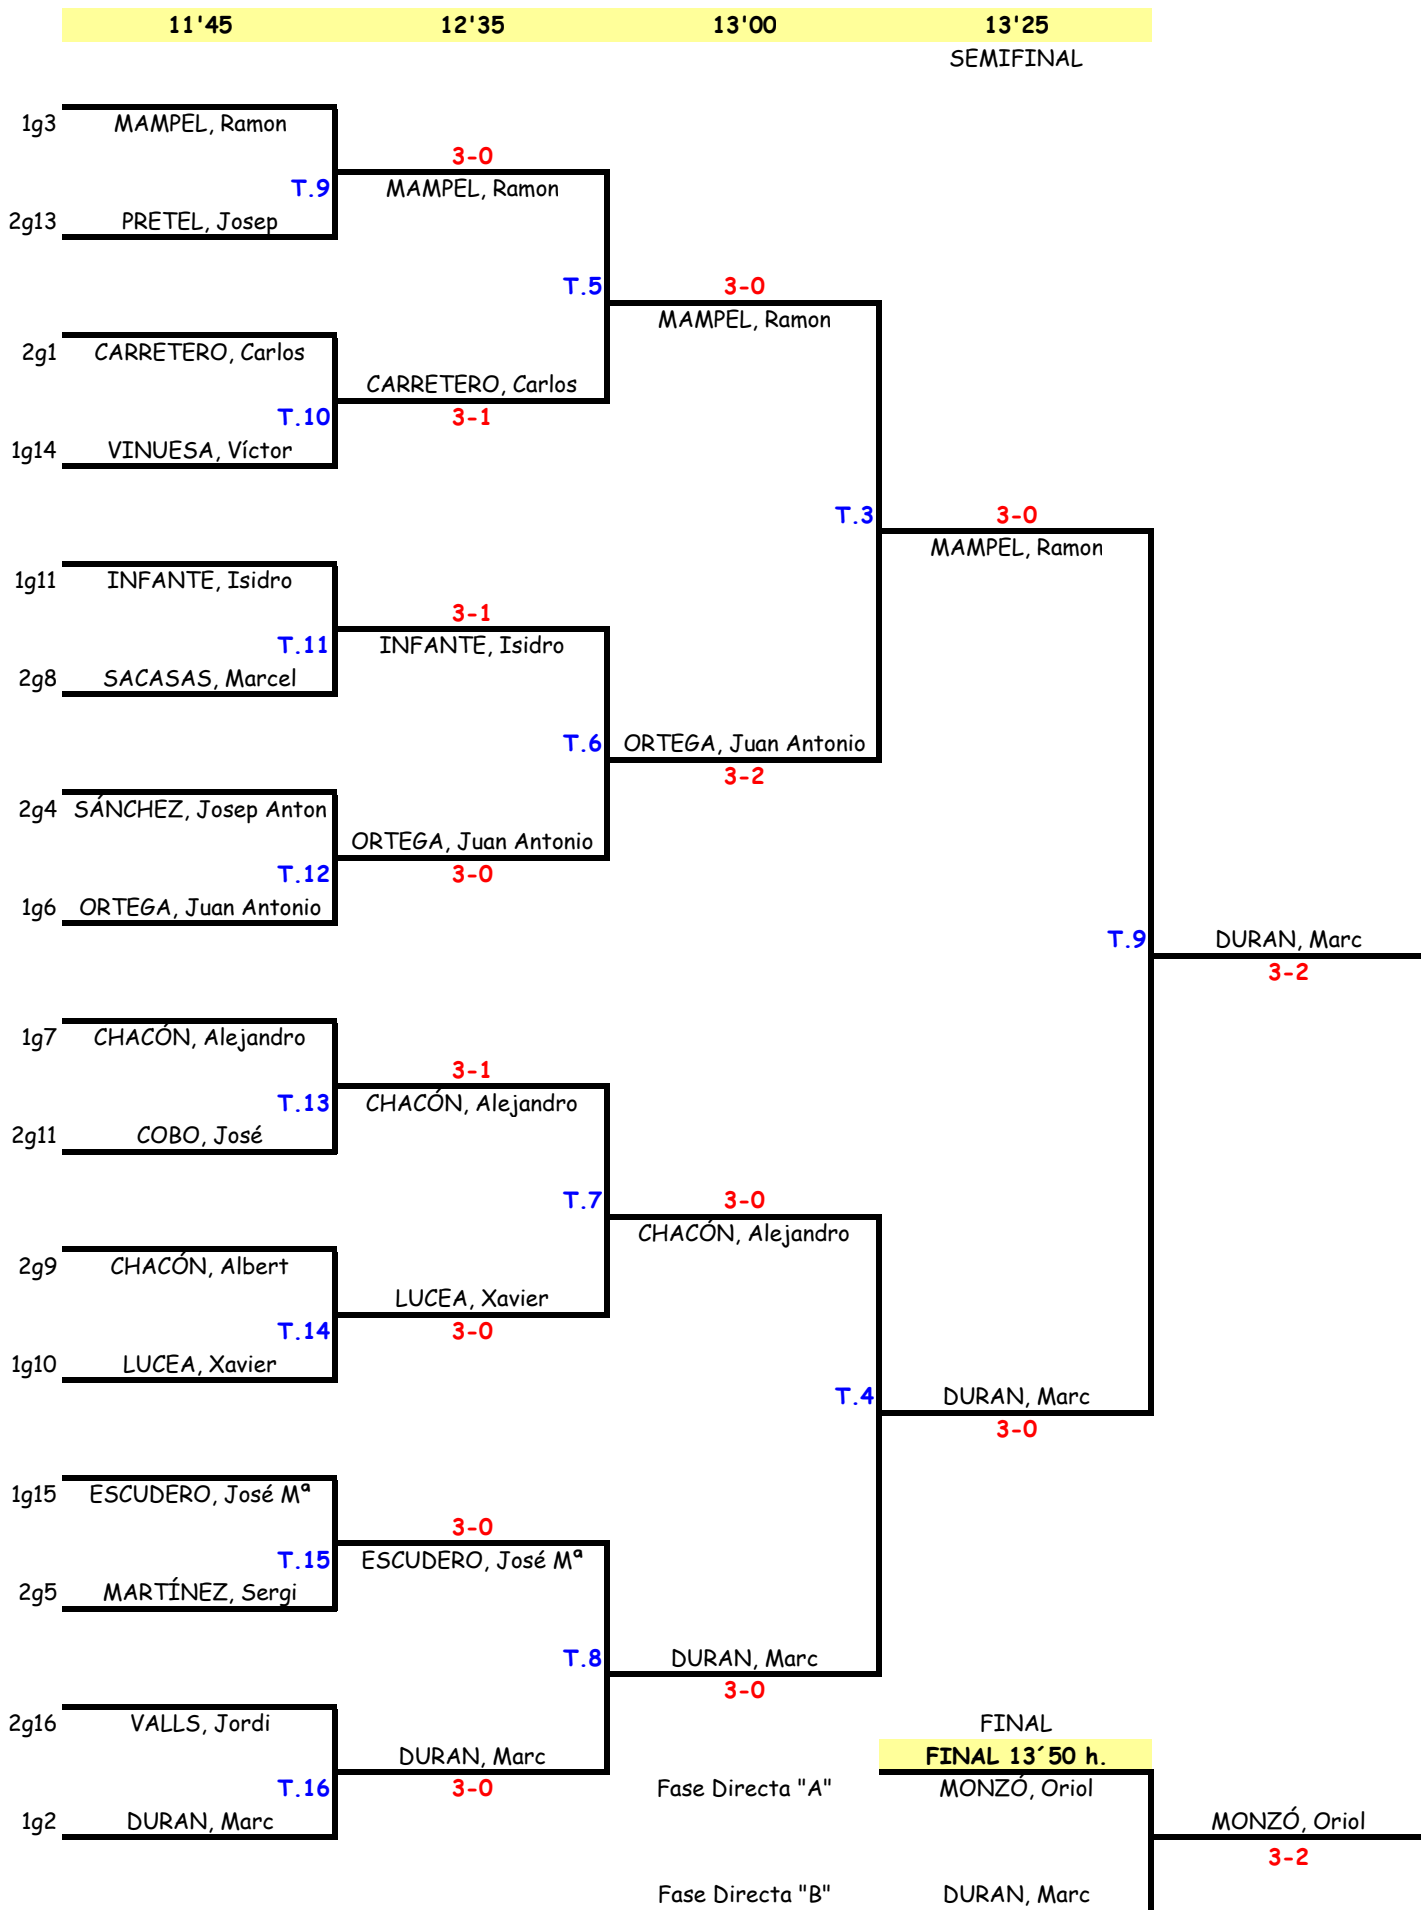 11'45 12'35 13'00 13'25
SEMIFINAL
1g3 MAMPEL, Ramon
3-0
T.9 MAMPEL, Ramon
2g13 PRETEL, Josep
T.5 3-0
MAMPEL, Ramon
2g1 CARRETERO, Carlos
CARRETERO, Carlos
T.10 3-1
1g14 VINUESA, Víctor
T.3 3-0
MAMPEL, Ramon
1g11 INFANTE, Isidro
3-1
T.11 INFANTE, Isidro
2g8 SACASAS, Marcel
T.6 ORTEGA, Juan Antonio
3-2
2g4 SÁNCHEZ, Josep Anton
ORTEGA, Juan Antonio
T.12 3-0
1g6 ORTEGA, Juan Antonio
T.9 DURAN, Marc
3-2
1g7 CHACÓN, Alejandro
3-1
T.13 CHACÓN, Alejandro
2g11 COBO, José
T.7 3-0
CHACÓN, Alejandro
2g9 CHACÓN, Albert
LUCEA, Xavier
T.14 3-0
1g10 LUCEA, Xavier
T.4 DURAN, Marc
3-0
1g15 ESCUDERO, José Mª
3-0
T.15 ESCUDERO, José Mª
2g5 MARTÍNEZ, Sergi
T.8 DURAN, Marc
3-0
2g16 VALLS, Jordi FINAL
DURAN, Marc FINAL 13´50 h.
T.16 3-0 Fase Directa "A" MONZÓ, Oriol
1g2 DURAN, Marc MONZÓ, Oriol
3-2
Fase Directa "B" DURAN, Marc